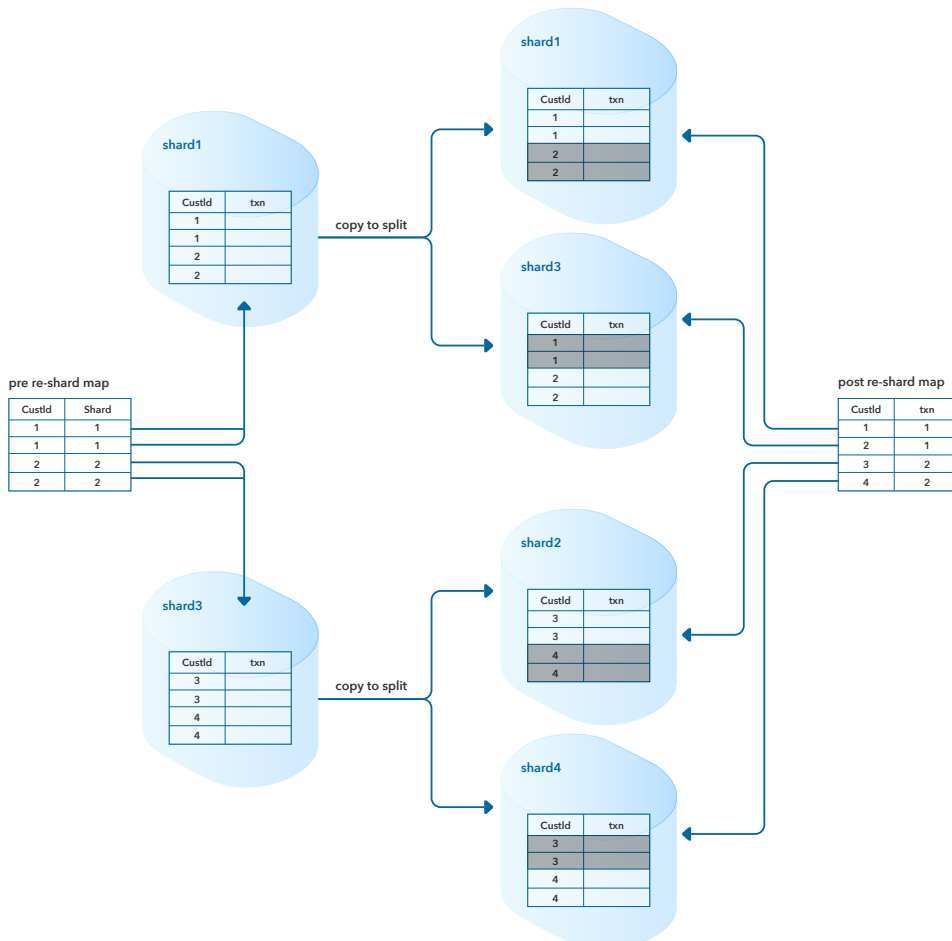 shard1
CustId txn
1
1
2
2
shard1
CustId txn
1
1
2
2
copy to split
shard3
CustId txn
1
1
2
2
pre re-shard map
CustId Shard
1 1
1 1
2 2
2 2
post re-shard map
CustId txn
1 1
2 1
3 2
4 2
shard3
CustId txn
3
3
4
4
copy to split
shard2
CustId txn
3
3
4
4
shard4
CustId txn
3
3
4
4